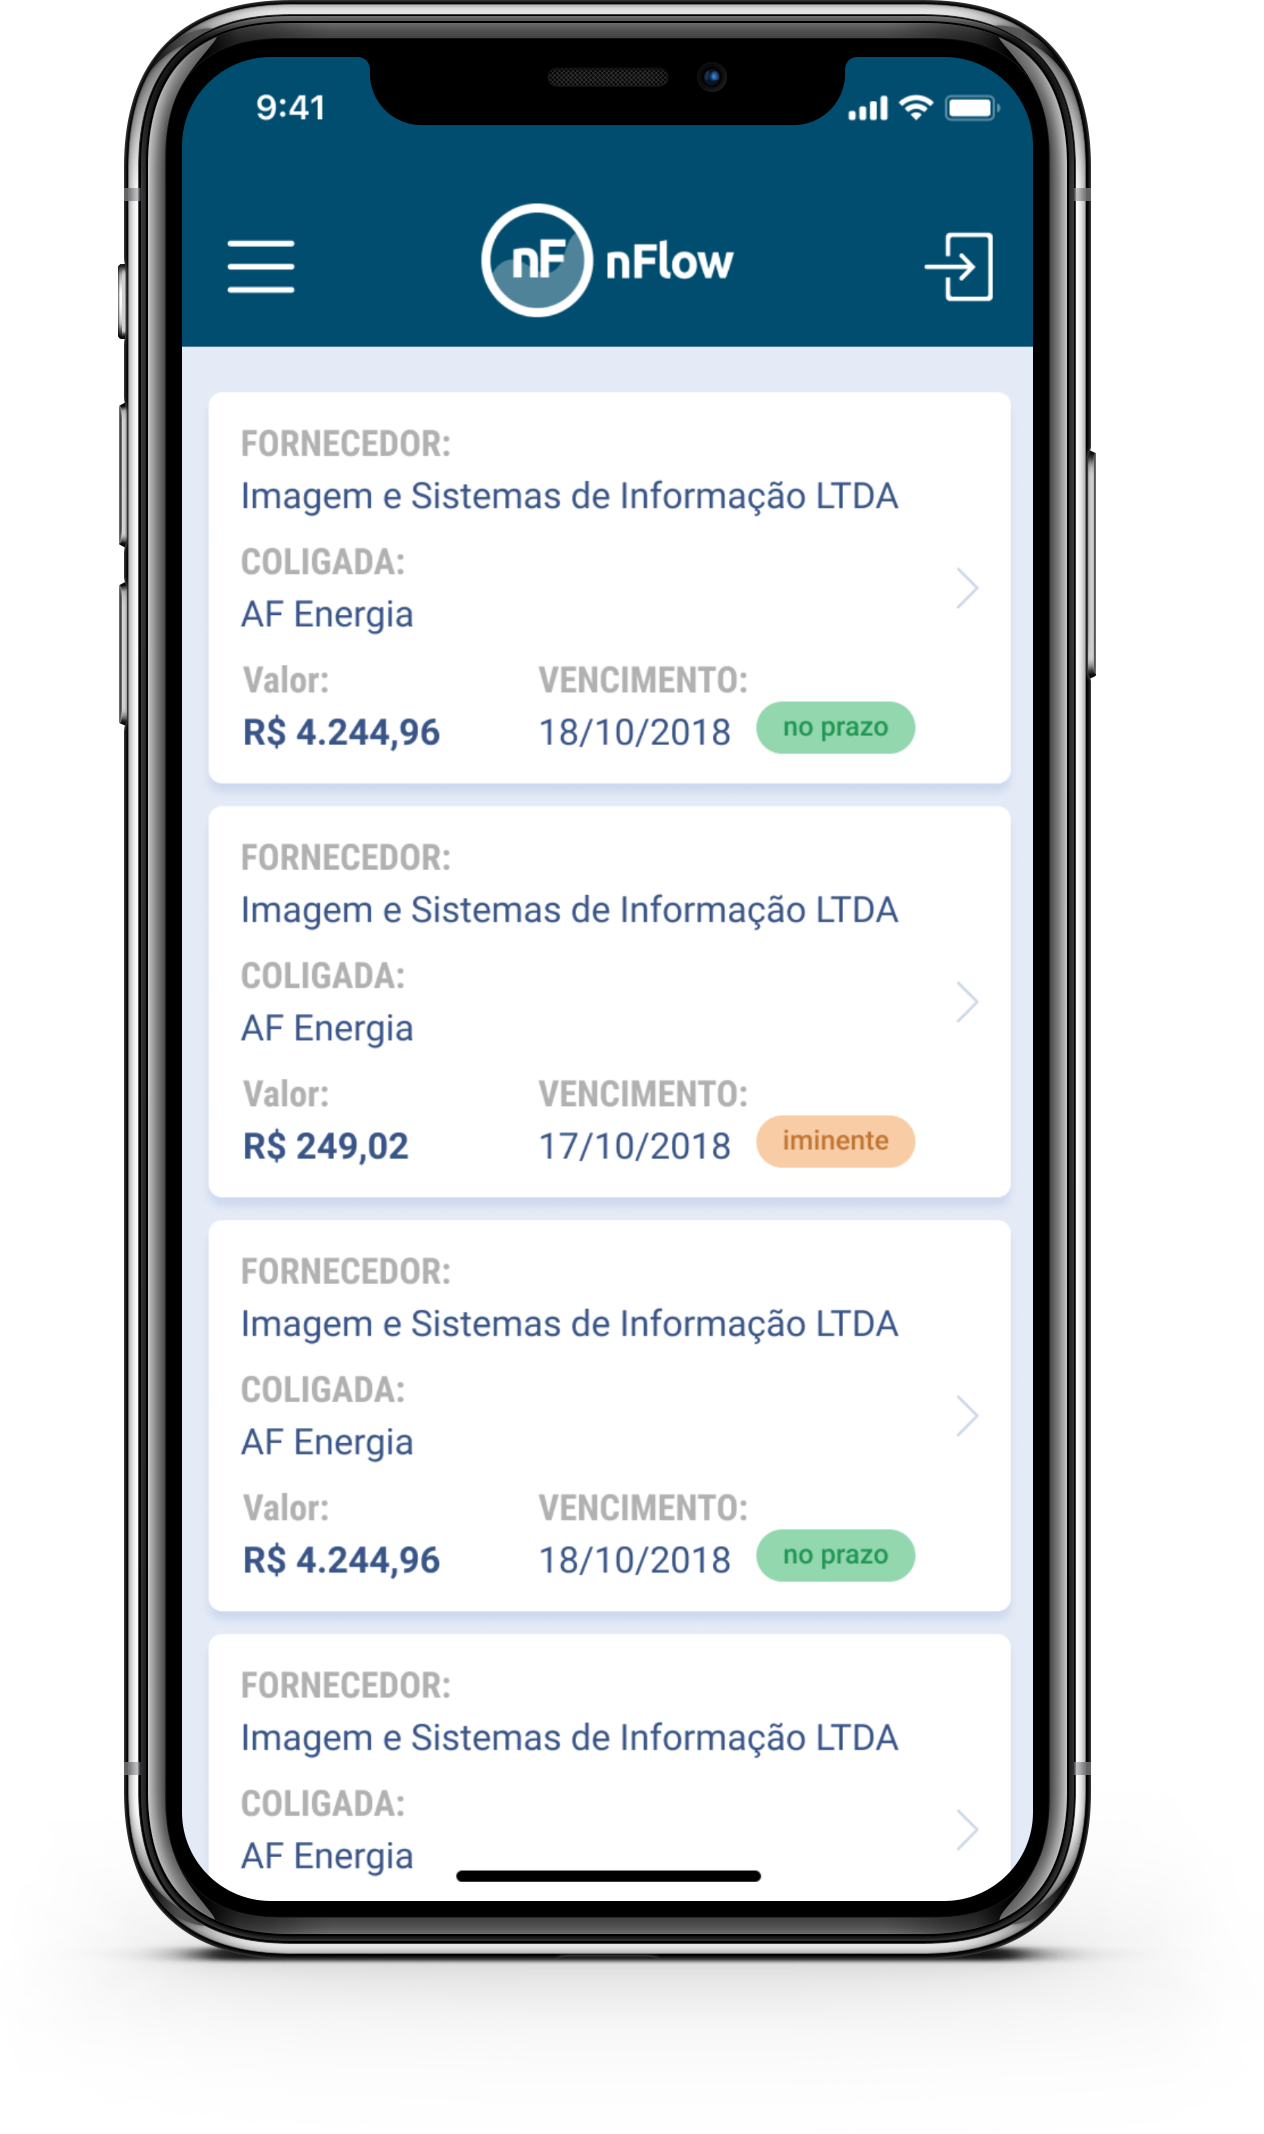 9:41
nF nFlow
FORNECEDOR:
Imagem e Sistemas de Informação LTDA
COLIGADA:
AF Energia
Valor: VENCIMENTO:
R$ 4.244,96 18/10/2018 no prazo
FORNECEDOR:
Imagem e Sistemas de Informação LTDA
COLIGADA:
AF Energia
Valor: VENCIMENTO:
R$ 249,02 17/10/2018 iminente
FORNECEDOR:
Imagem e Sistemas de Informação LTDA
COLIGADA:
AF Energia
Valor: VENCIMENTO:
R$ 4.244,96 18/10/2018 no prazo
FORNECEDOR:
Imagem e Sistemas de Informação LTDA
COLIGADA:
AF Energia